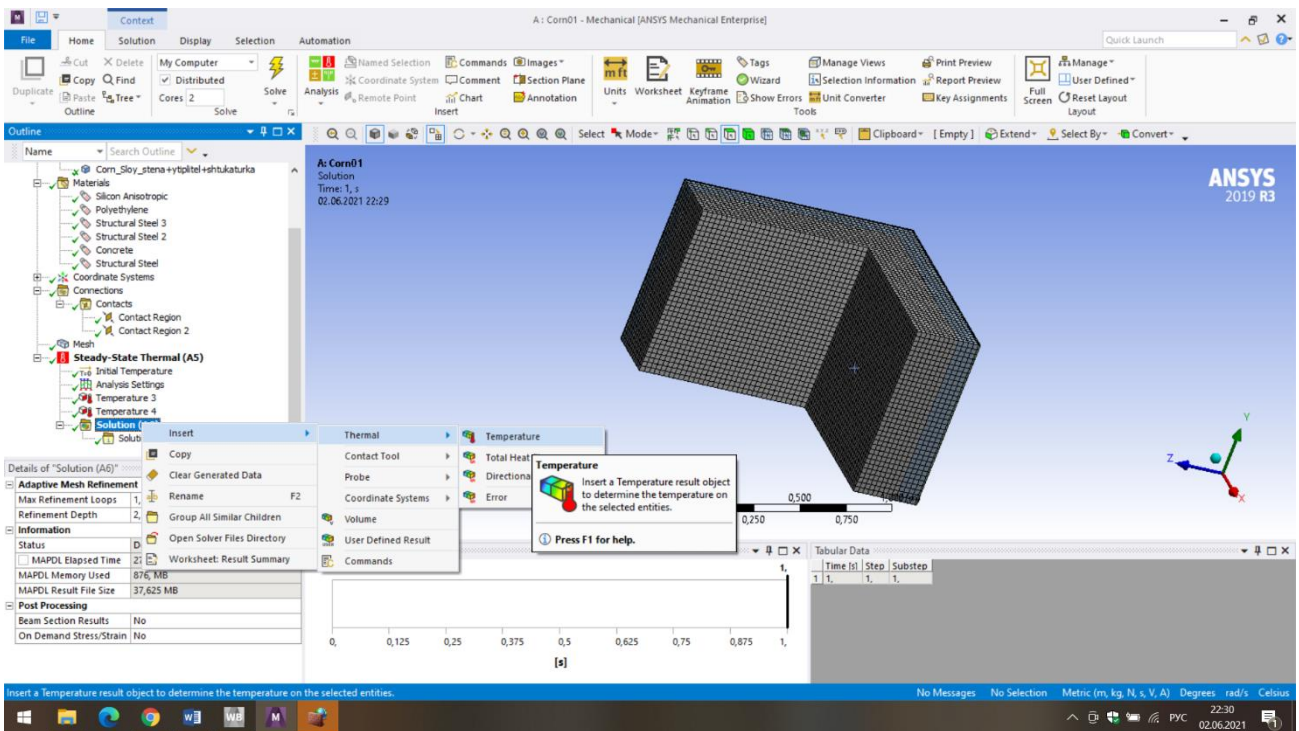 Context
A : Corn01 - Mechanical [ANSYS Mechanical Enterprise]
File Home Solution Display Selection Automation
Quick Launch
Duplicate
Cut
Copy
Paste
Delete
Find
Tree
Outline
My Computer
Distributed
Cores 2
Solve
Solve
Analysis
Named Selection
Coordinate System
Remote Point
Commands
Comment
Chart
Images
Section Plane
Annotation
Insert
Units
Worksheet
Keyframe
Animation
Tags
Wizard
Show Errors
Manage Views
Selection Information
Unit Converter
Print Preview
Report Preview
Key Assignments
Tools
Full
Screen
Manage
User Defined
Reset Layout
Layout
Outline
Name Search Outline
Select Mode Clipboard [ Empty ] Extend Select By Convert
Corn_Sloy_stena+ytiplitel+shtukaturka
Materials
Silicon Anisotropic
Polyethylene
Structural Steel 3
Structural Steel 2
Concrete
Structural Steel
Coordinate Systems
Connections
Contacts
Contact Region
Contact Region 2
Mesh
Steady-State Thermal (A5)
Initial Temperature
Analysis Settings
Temperature 3
Temperature 4
Solution
Insert
Copy
Clear Generated Data
Rename F2
Group All Similar Children
Open Solver Files Directory
Worksheet: Result Summary
Thermal
Contact Tool
Probe
Coordinate Systems
Volume
User Defined Result
Commands
Temperature
Total Heat
Directiona
Error
Temperature
Insert a Temperature result object
to determine the temperature on
the selected entities.
Press F1 for help.
A: Corn01
Solution
Time: 1, s
02.06.2021 22:29
ANSYS
2019 R3
Y
Z
X
0,500
0,250 0,750
Details of "Solution (A6)"
Adaptive Mesh Refinement
Max Refinement Loops 1,
Refinement Depth 2,
Information
Status D
MAPDL Elapsed Time
MAPDL Memory Used 876, MB
MAPDL Result File Size 37,625 MB
Post Processing
Beam Section Results No
On Demand Stress/Strain No
1,
0, 0,125 0,25 0,375 0,5 0,625 0,75 0,875 1,
[s]
Tabular Data
Time [s] Step Substep
1 1, 1, 1,
Insert a Temperature result object to determine the temperature on the selected entities.
No Messages No Selection Metric (m, kg, N, s, V, A) Degrees rad/s Celsius
WB M
РУС
22:30
02.06.2021